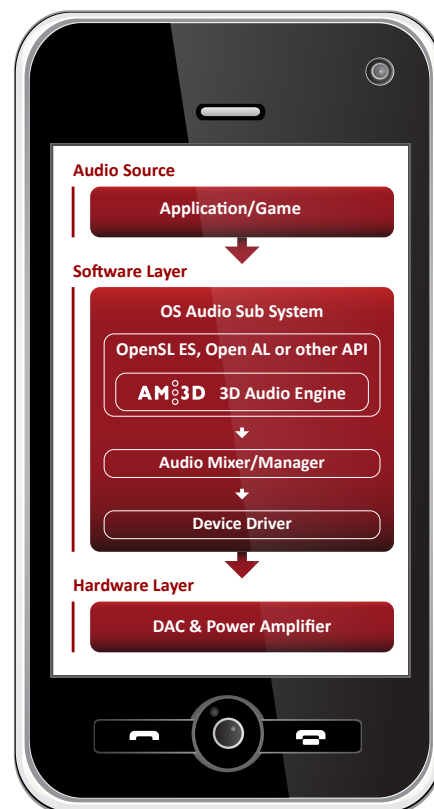 Audio Source
Application/Game
Software Layer
OS Audio Sub System
OpenSL ES, Open AL or other API
AM3D 3D Audio Engine
Audio Mixer/Manager
Device Driver
Hardware Layer
DAC & Power Amplifier